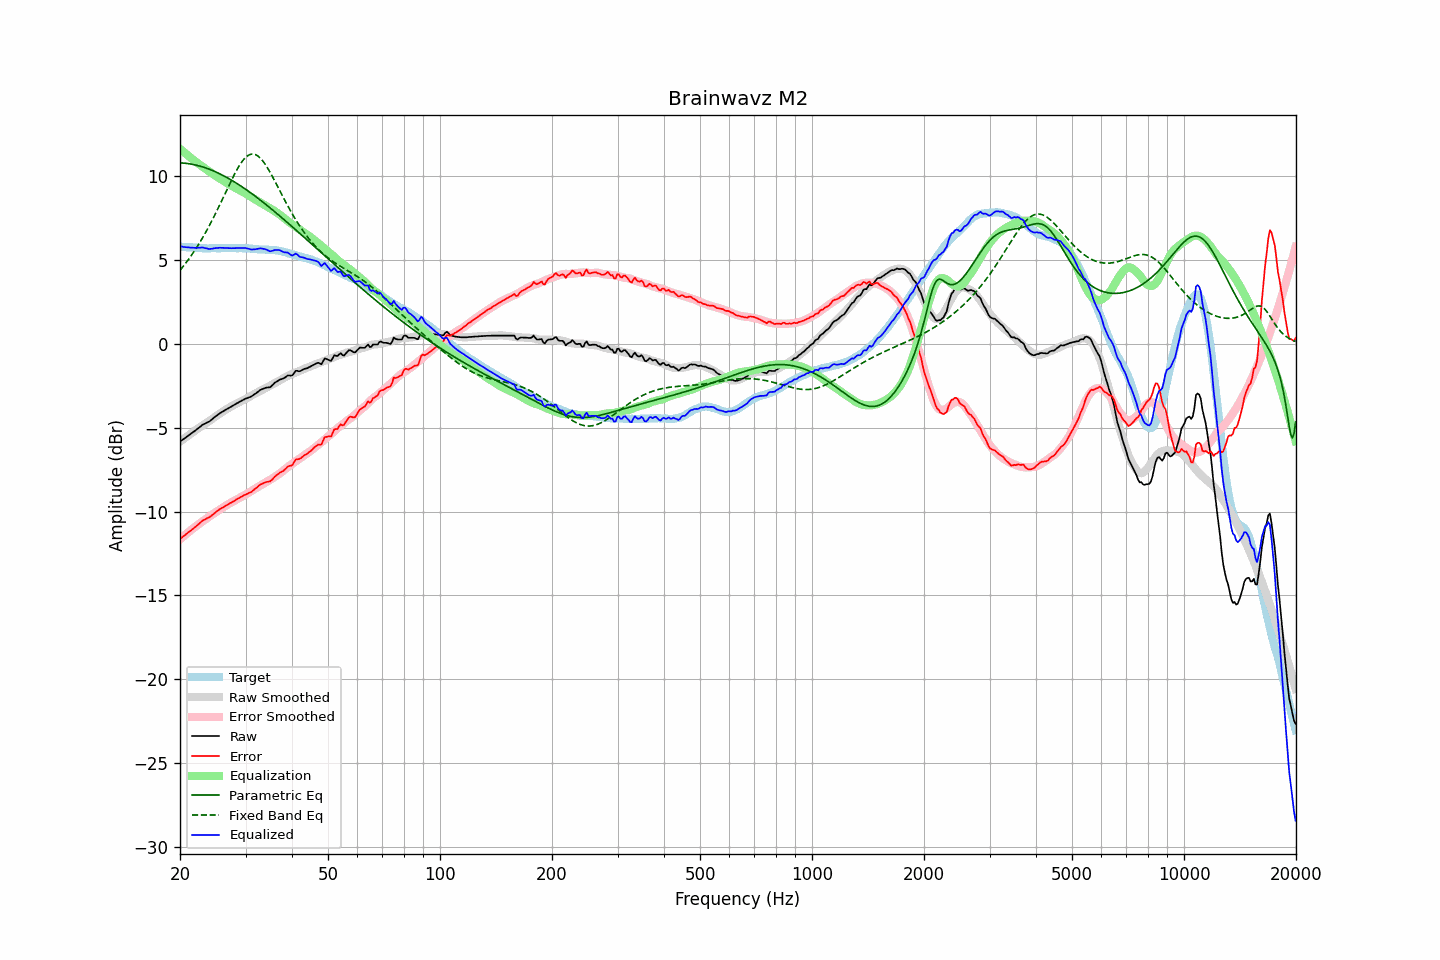 Brainwavz M2
Amplitude (dBr)
10
5
0
−5
−10
−15
−20
−25
−30
Target
Raw Smoothed
Error Smoothed
Raw
Error
Equalization
Parametric Eq
Fixed Band Eq
Equalized
20 50 100 200 500 1000 2000 5000 10000 20000
Frequency (Hz)